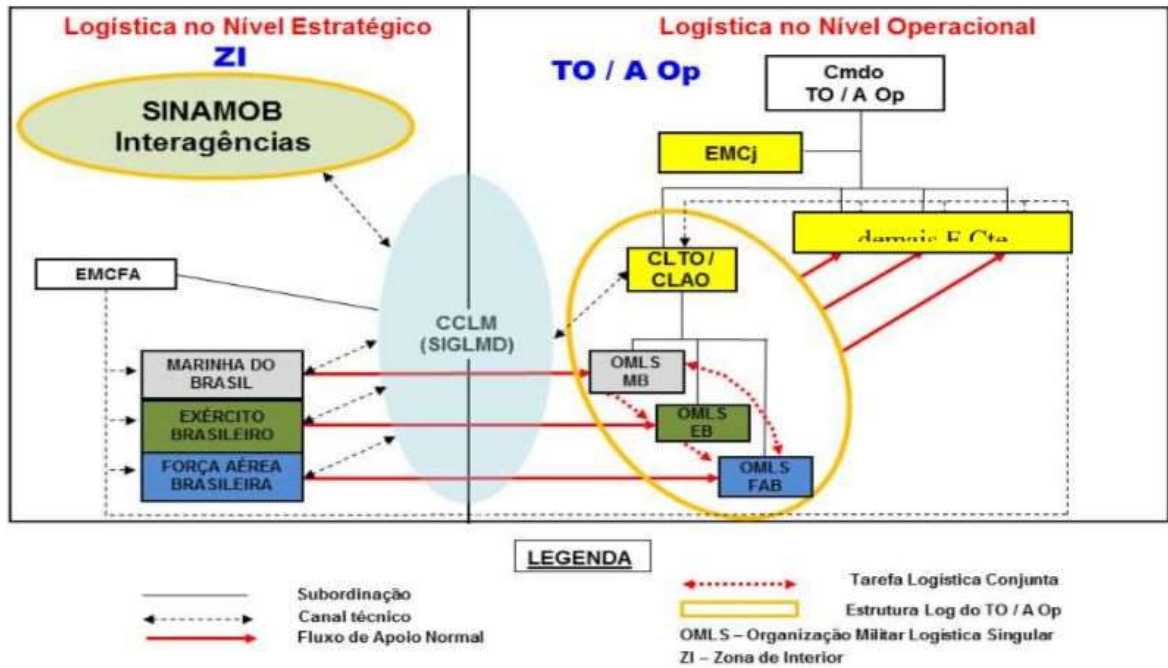 Logística no Nível Estratégico
ZI
SINAMOB
Interagências
EMCFA
MARINHA DO
BRASIL
EXÉRCITO
BRASILEIRO
FORÇA AÉREA
BRASILEIRA
CCLM
(SIGLMD)
Logística no Nível Operacional
TO / A Op
Cmdo
TO / A Op
EMCj
demais F Cte
CLTO /
CLAO
OMLS
MB
OMLS
EB
OMLS
FAB
LEGENDA
Subordinação
Canal técnico
Fluxo de Apoio Normal
Tarefa Logística Conjunta
Estrutura Log do TO / A Op
OMLS – Organização Militar Logística Singular
ZI – Zona de Interior